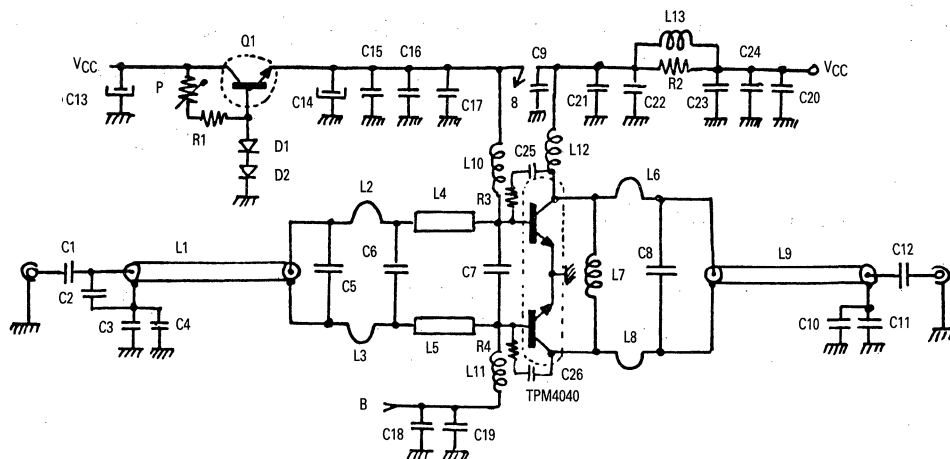 L13
Q1
C15 C16 C9 C24
VCC P R2 VCC
C13 C14 C17 8 C21 C22 C23 C20
R1
D1 L10 C25 L12
D2 L2 L4 R3 L6
C1 L1 C6 C7 L7 C8 L9 C12
C2 C5
C3 C4 C10 C11
L3 L5 R4 L8
L11 C26
TPM4040
B
C18 C19